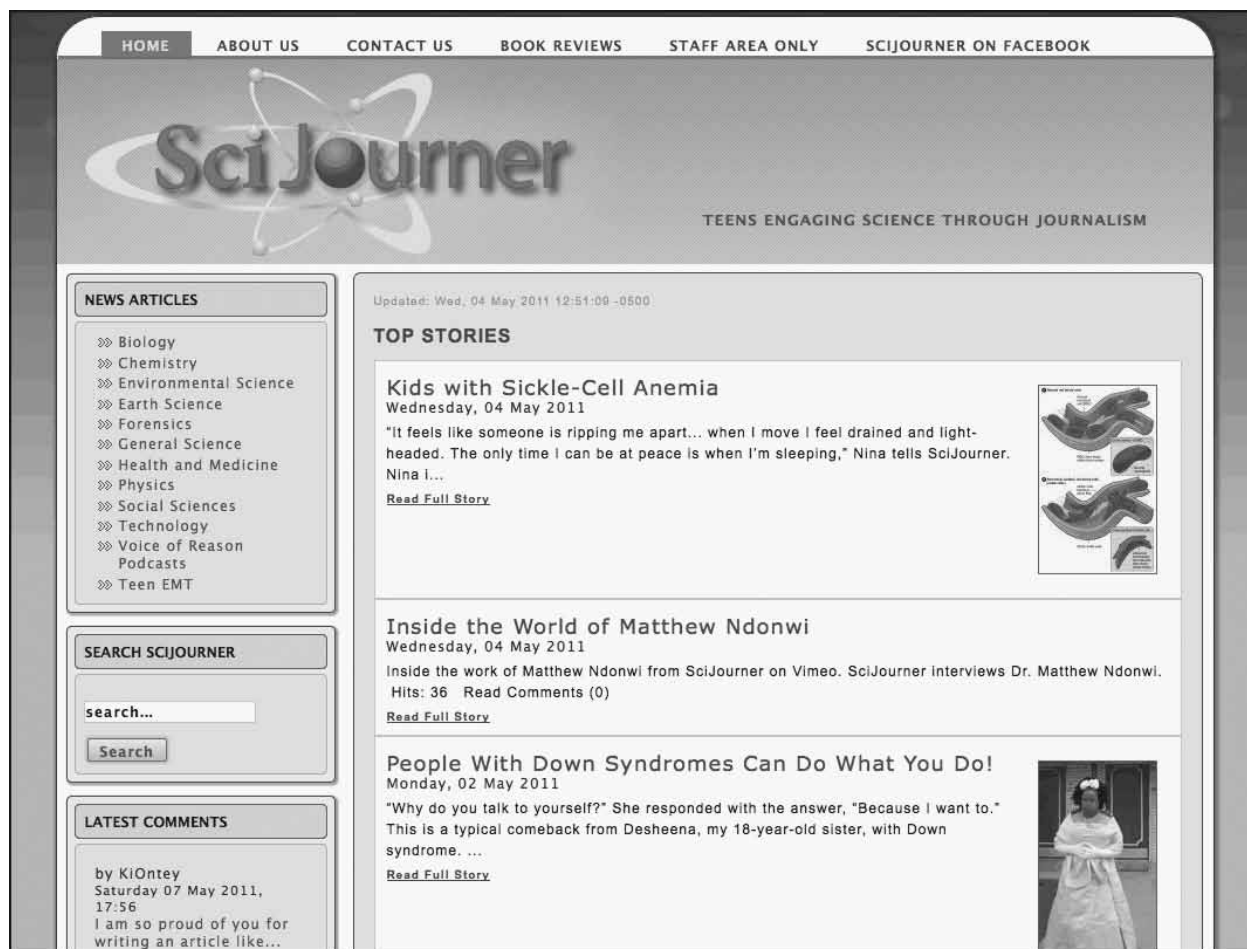 HOME ABOUT US CONTACT US BOOK REVIEWS STAFF AREA ONLY SCIJOURNER ON FACEBOOK
SciJourner
TEENS ENGAGING SCIENCE THROUGH JOURNALISM
NEWS ARTICLES
Biology
Chemistry
Environmental Science
Earth Science
Forensics
General Science
Health and Medicine
Physics
Social Sciences
Technology
Voice of Reason
Podcasts
Teen EMT
SEARCH SCIJOURNER
search...
Search
LATEST COMMENTS
by KiOntey
Saturday 07 May 2011,
17:56
I am so proud of you for
writing an article like...
Updated: Wed, 04 May 2011 12:51:09 -0500
TOP STORIES
Kids with Sickle-Cell Anemia
Wednesday, 04 May 2011
"It feels like someone is ripping me apart... when I move I feel drained and light-
headed. The only time I can be at peace is when I'm sleeping," Nina tells SciJourner.
Nina i...
Read Full Story
Inside the World of Matthew Ndonwi
Wednesday, 04 May 2011
Inside the work of Matthew Ndonwi from SciJourner on Vimeo. SciJourner interviews Dr. Matthew Ndonwi.
Hits: 36 Read Comments (0)
Read Full Story
People With Down Syndromes Can Do What You Do!
Monday, 02 May 2011
"Why do you talk to yourself?" She responded with the answer, "Because I want to."
This is a typical comeback from Desheena, my 18-year-old sister, with Down
syndrome. ...
Read Full Story